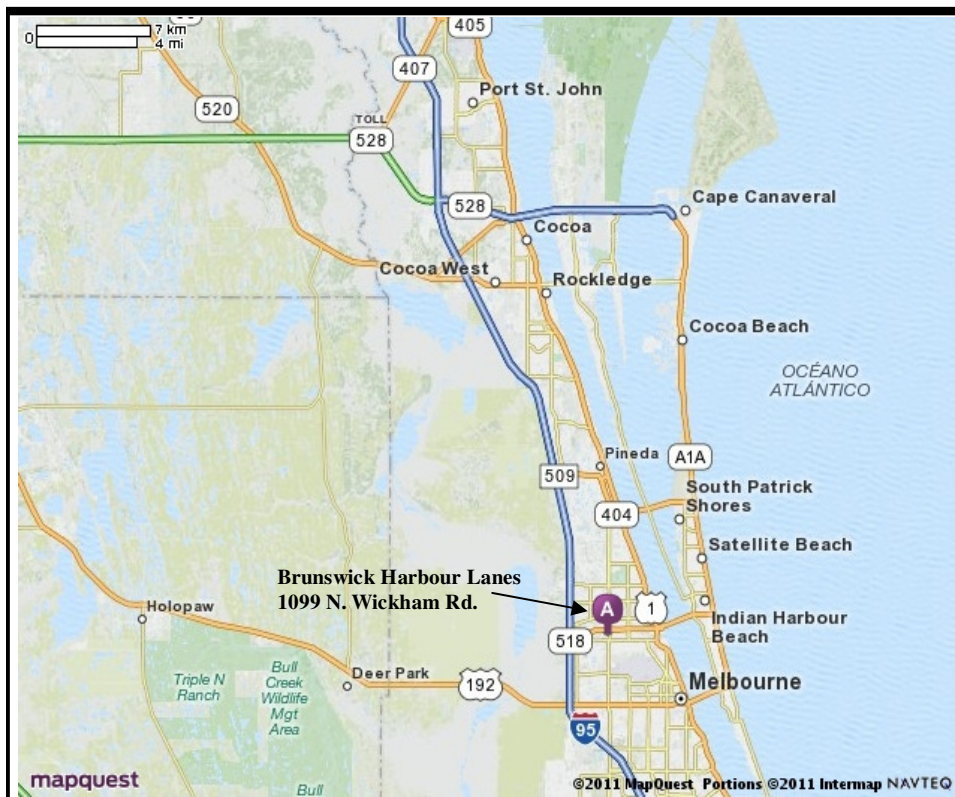 0
7 km
4 mi
405
407
Port St. John
520
TOLL
528
528
Cape Canaveral
Cocoa
Cocoa West
Rockledge
Cocoa Beach
OCÉANO
ATLÁNTICO
Pineda
A1A
509
South Patrick
Shores
404
Satellite Beach
Brunswick Harbour Lanes
1099 N. Wickham Rd.
A
1
Holopaw
Indian Harbour
Beach
518
Deer Park
192
Melbourne
Triple N
Ranch
Bull
Creek
Wildlife
Mgt
Area
95
mapquest
Bull
©2011 MapQuest Portions ©2011 Intermap NAVTEQ